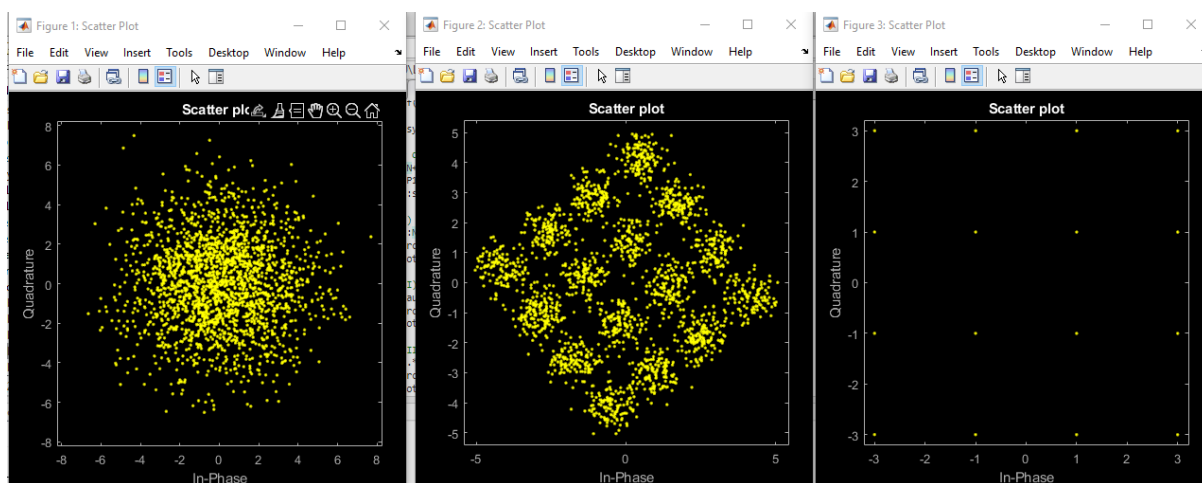 Figure 1: Scatter Plot
File Edit View Insert Tools Desktop Window Help
Scatter plo
8
6
4
2
0
-2
-4
-6
-8
Quadrature
-8 -6 -4 -2 0 2 4 6 8
In-Phase
Figure 2: Scatter Plot
File Edit View Insert Tools Desktop Window Help
Scatter plot
5
4
3
2
1
0
-1
-2
-3
-4
-5
Quadrature
-5 0 5
In-Phase
Figure 3: Scatter Plot
File Edit View Insert Tools Desktop Window Help
Scatter plot
3
2
1
0
-1
-2
-3
Quadrature
-3 -2 -1 0 1 2 3
In-Phase